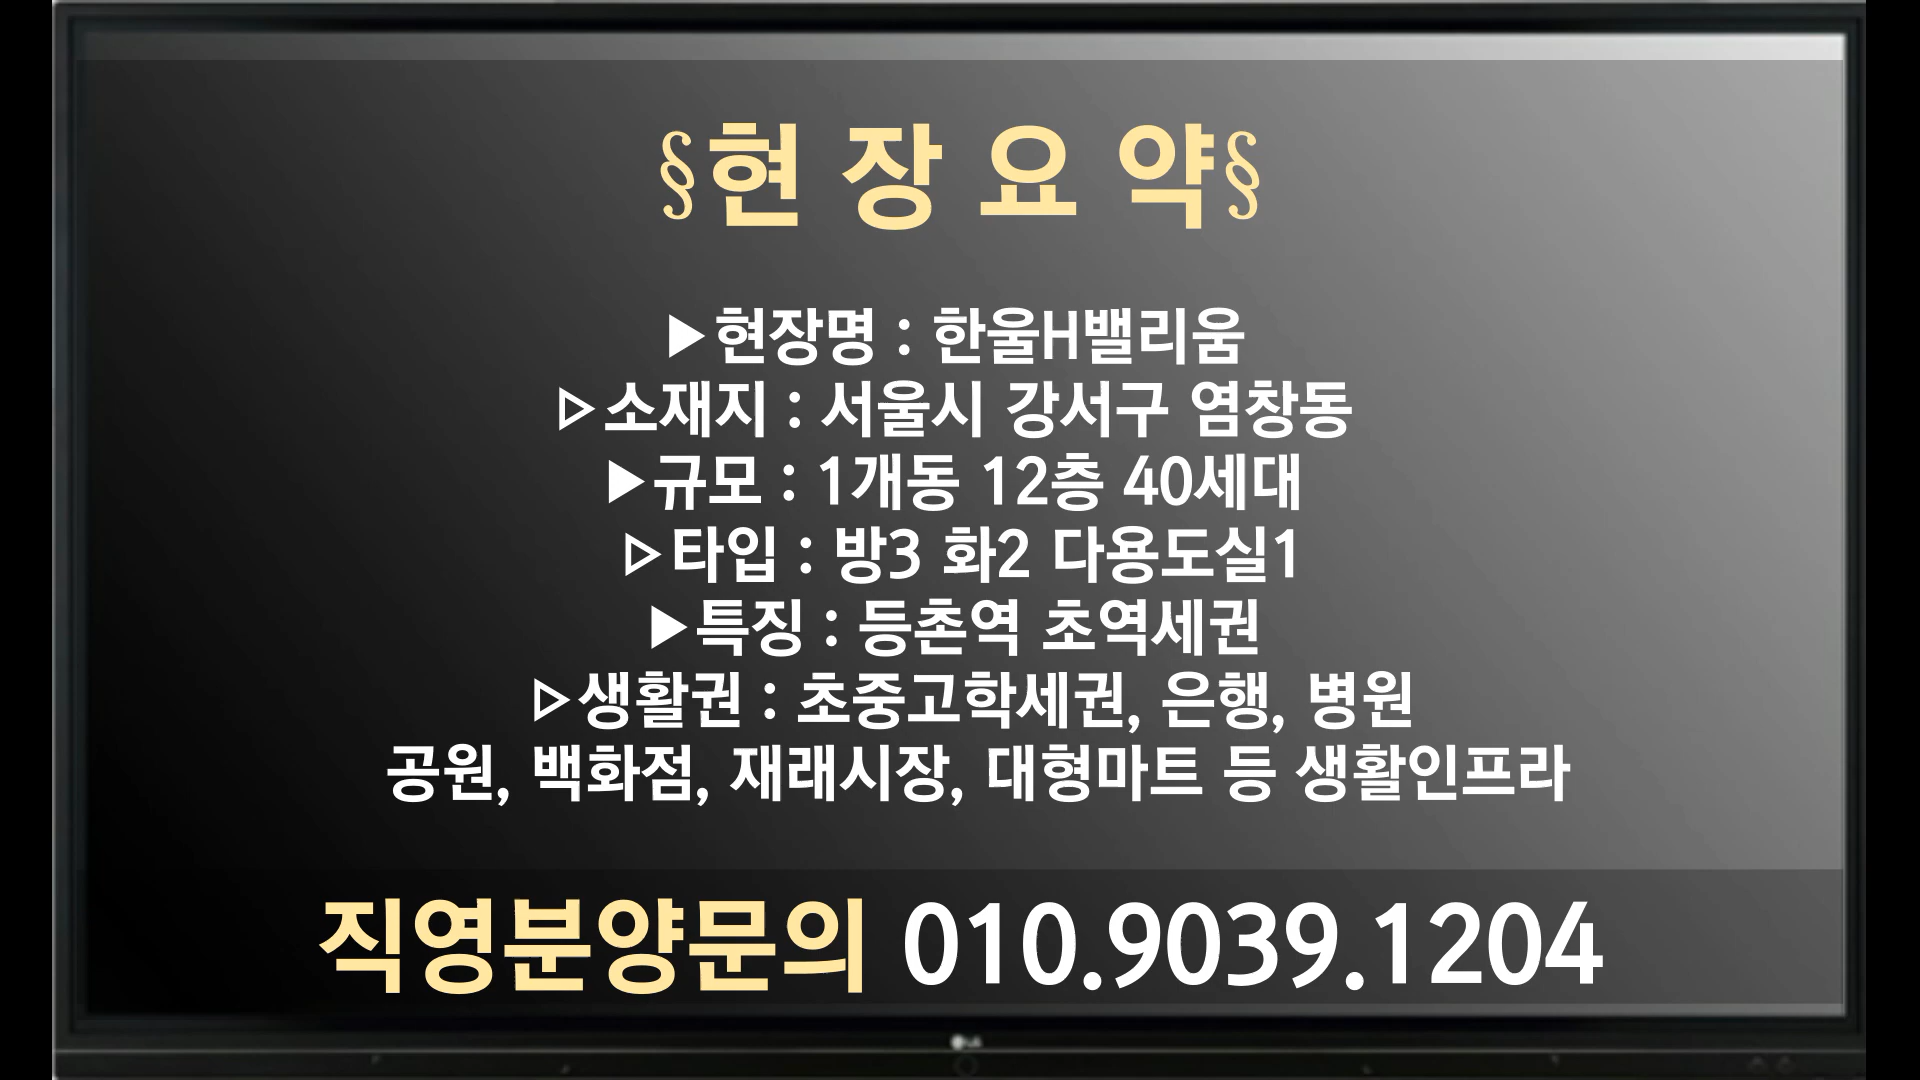 §현 장 요 약§
▶현장명 : 한울H밸리움
▷소재지 : 서울시 강서구 염창동
▶규모 : 1개동 12층 40세대
▷타입 : 방3 화2 다용도실1
▶특징 : 등촌역 초역세권
▷생활권 : 초중고학세권, 은행, 병원
공원, 백화점, 재래시장, 대형마트 등 생활인프라
직영분양문의 010.9039.1204
LG